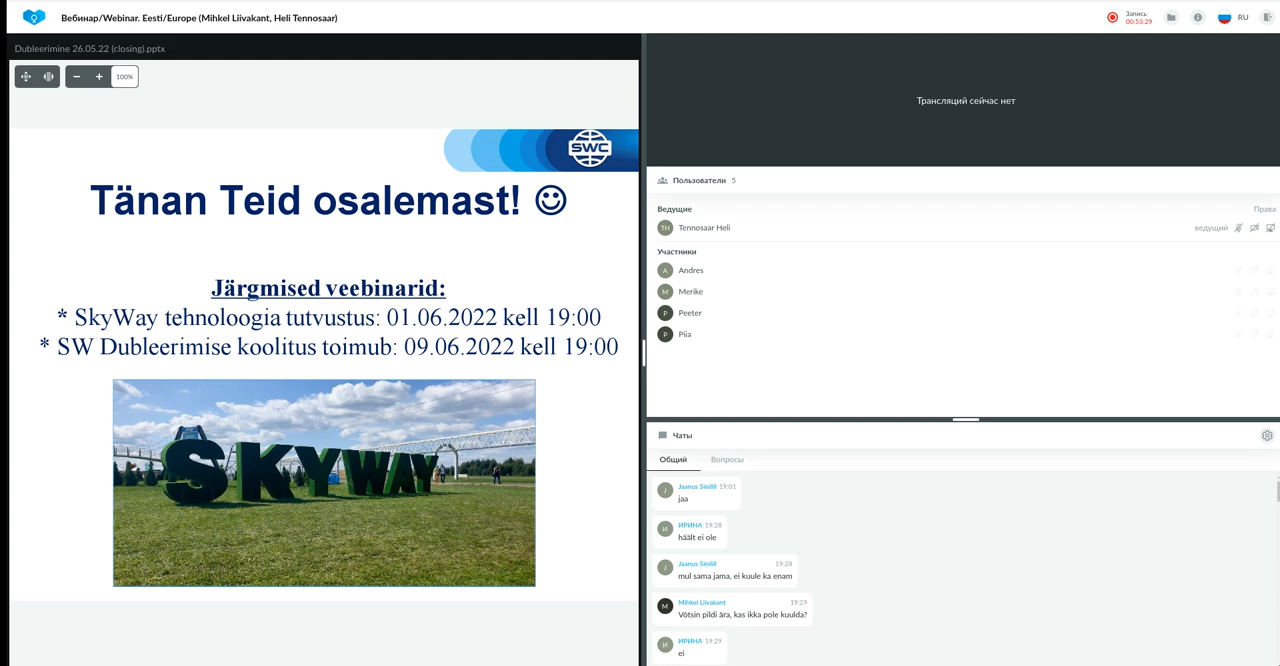 Вебинар/Webinar. Eesti/Europe (Mihkel Liivakant, Heli Tennosaar)
Запись
00:53:29
RU
Dubleerimine 26.05.22 (closing).pptx
100%
SWC
Tänan Teid osalemast! ☺
Järgmised veebinarid:
* SkyWay tehnoloogia tutvustus: 01.06.2022 kell 19:00
* SW Dubleerimise koolitus toimub: 09.06.2022 kell 19:00
SKYWAY
Трансляций сейчас нет
Пользователи 5
Ведущие Права
TH Tennosaar Heli ведущий
Участники
A Andres
M Merike
P Peeter
P Piia
Чаты
Общий Вопросы
J Jaanus Sinilill 19:01
jaa
И ИРИНА 19:28
häält ei ole
J Jaanus Sinilill 19:28
mul sama jama, ei kuule ka enam
M Mihkel Liivakant 19:29
Võtsin pildi ära, kas ikka pole kuulda?
И ИРИНА 19:29
ei